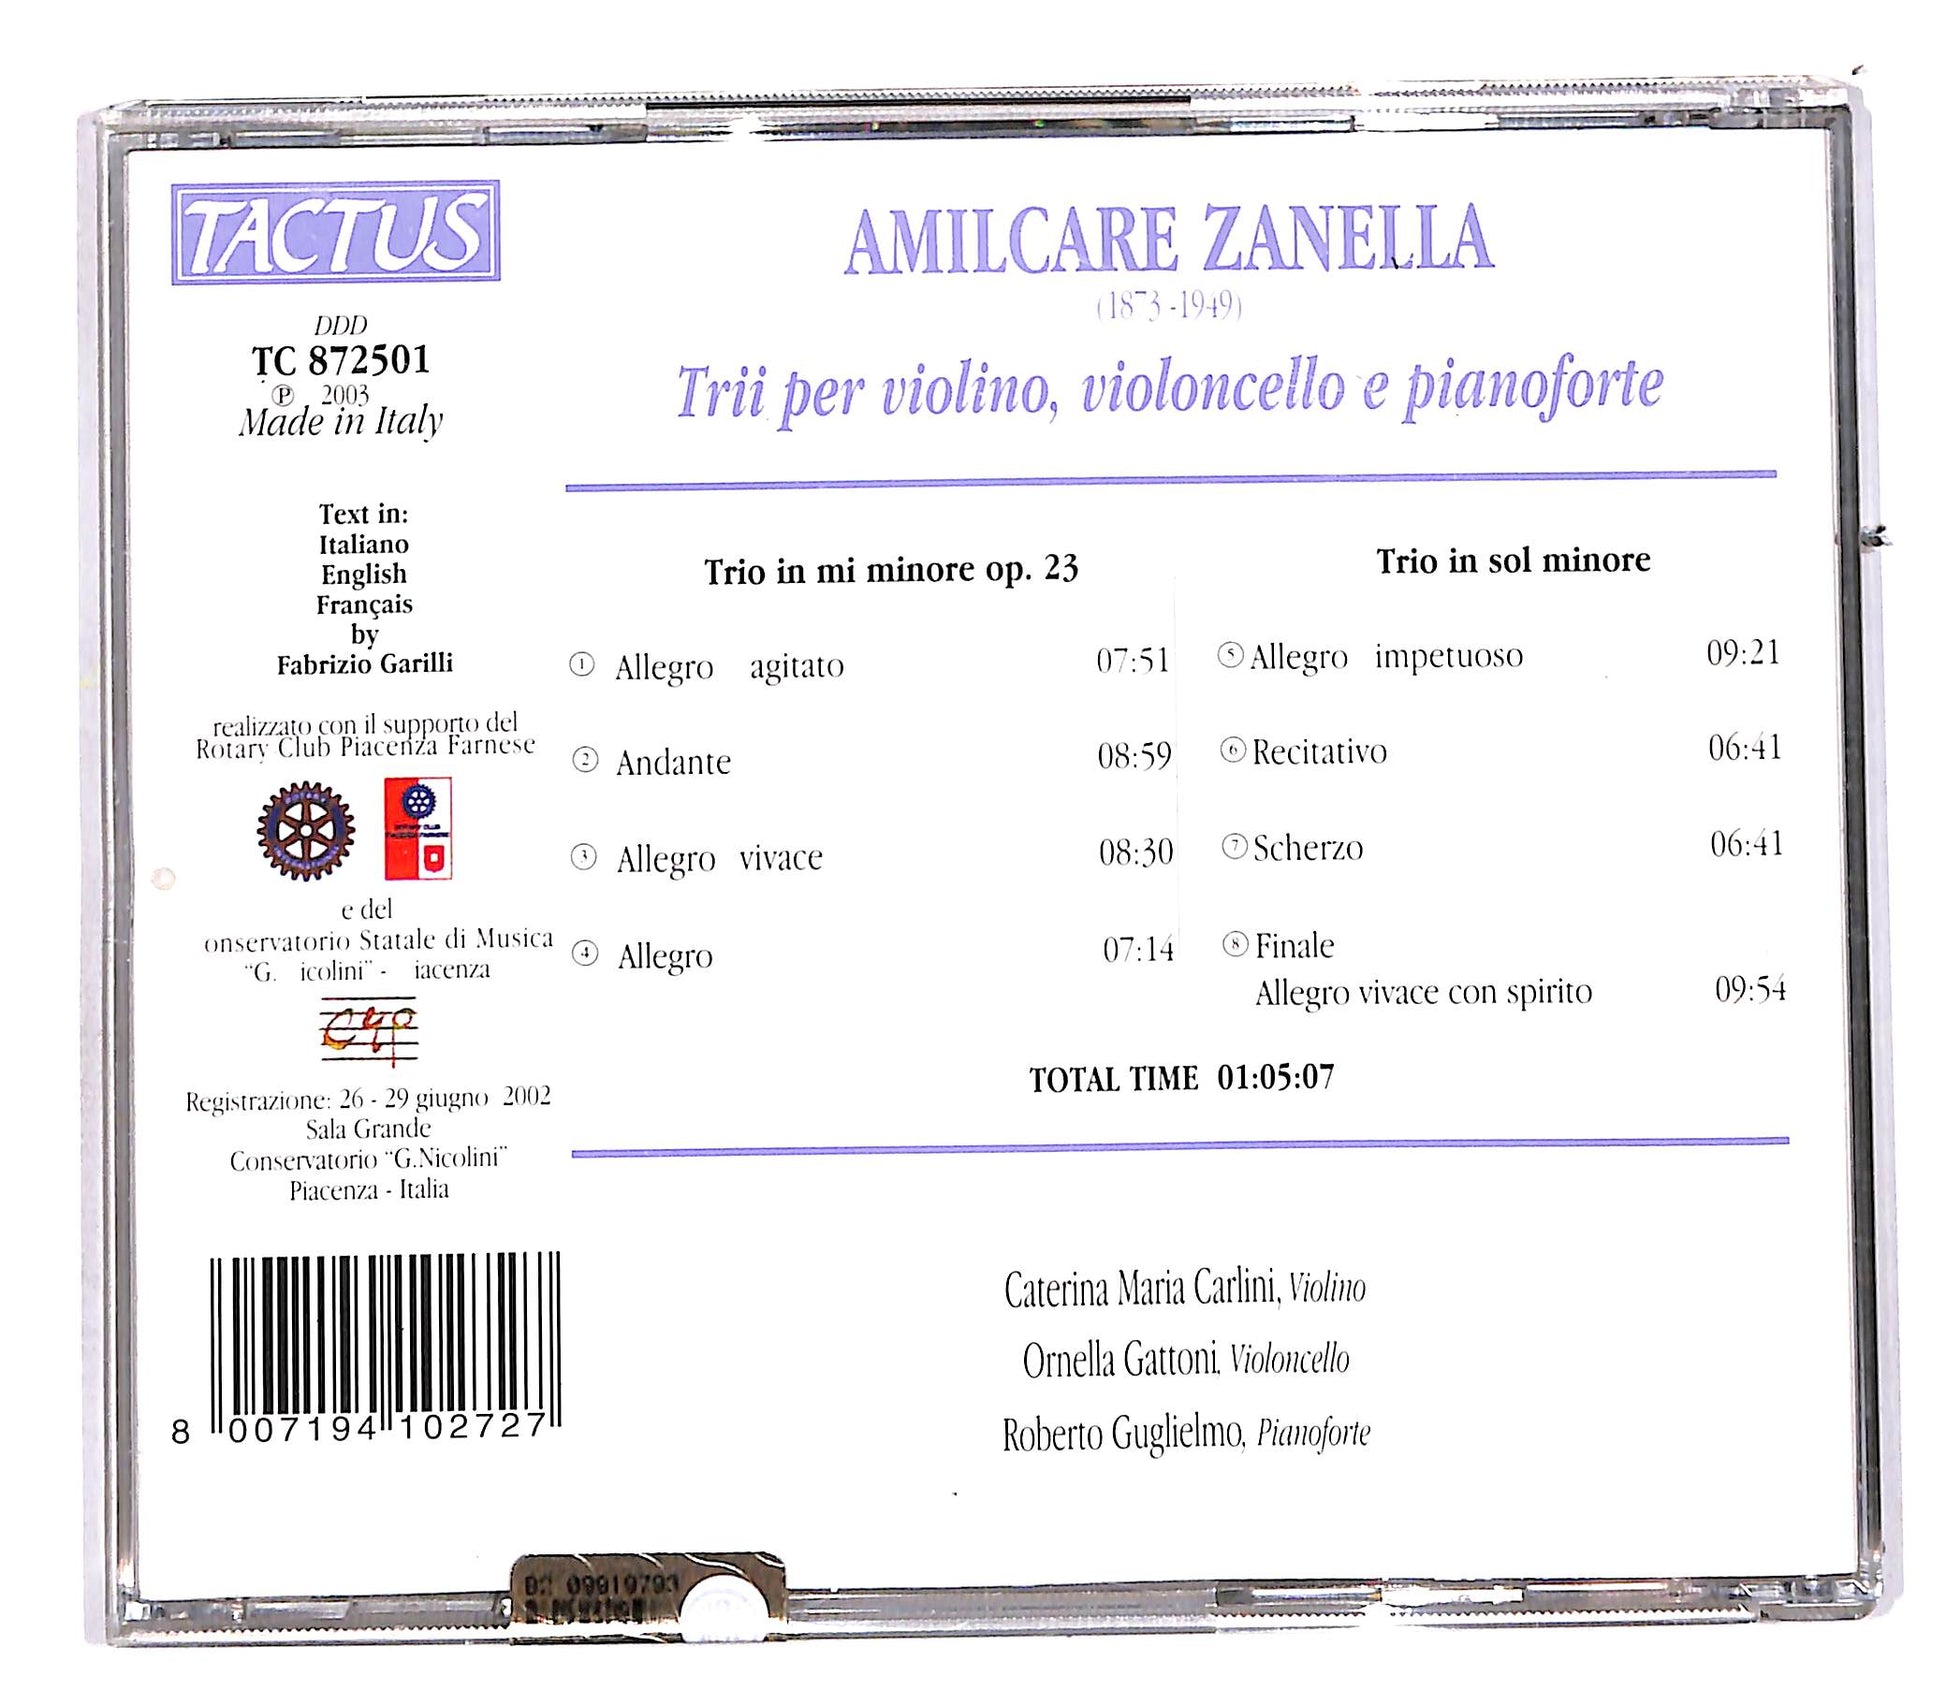 TACTUS
DDD
TC 872501
℗ 2003
Made in Italy
Text in:
Italiano
English
Français
by
Fabrizio Garilli
realizzato con il supporto del
Rotary Club Piacenza Farnese
e del
onservatorio Statale di Musica
"G. icolini" - iacenza
Registrazione: 26 - 29 giugno 2002
Sala Grande
Conservatorio "G.Nicolini"
Piacenza - Italia
8 007194 102727
AMILCARE ZANELLA
(1873-1949)
Trii per violino, violoncello e pianoforte
Trio in mi minore op. 23
1 Allegro agitato 07:51
2 Andante 08:59
3 Allegro vivace 08:30
4 Allegro 07:14
Trio in sol minore
5 Allegro impetuoso 09:21
6 Recitativo 06:41
7 Scherzo 06:41
8 Finale
Allegro vivace con spirito 09:54
TOTAL TIME 01:05:07
Caterina Maria Carlini, Violino
Ornella Gattoni, Violoncello
Roberto Guglielmo, Pianoforte